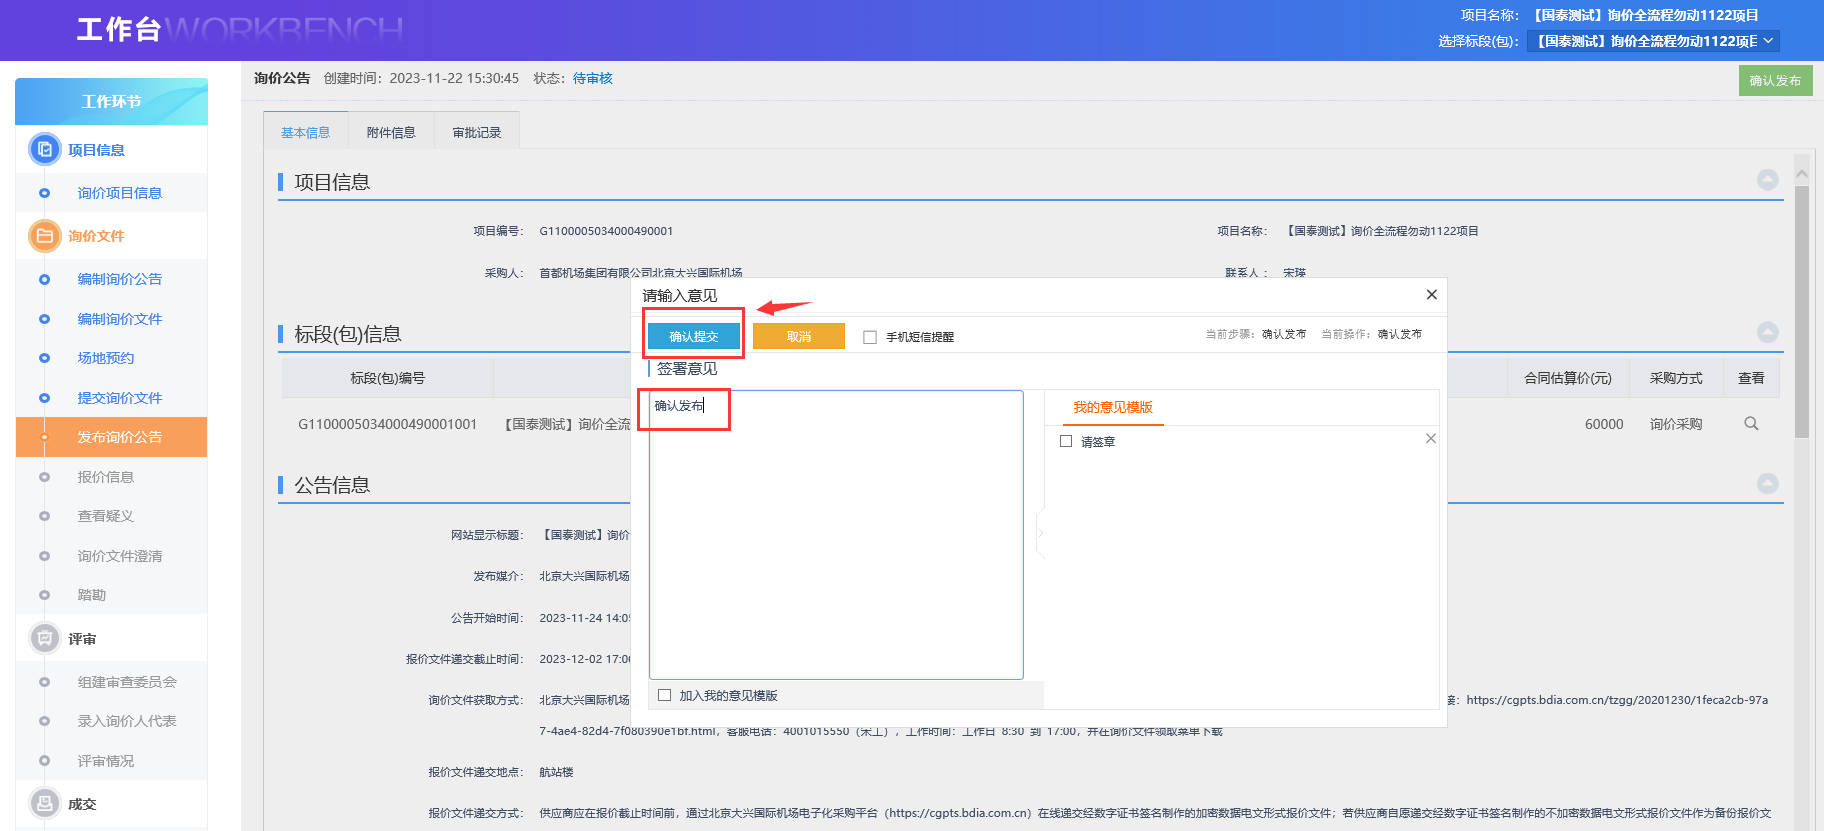 工作台WORKBENCH
项目名称： 【国泰测试】询价全流程勿动1122项目
选择标段(包)： 【国泰测试】询价全流程勿动1122项目
询价公告 创建时间：2023-11-22 15:30:45 状态：待审核
确认发布
工作环节
项目信息
询价项目信息
询价文件
编制询价公告
编制询价文件
场地预约
提交询价文件
发布询价公告
报价信息
查看疑义
询价文件澄清
踏勘
评审
组建审查委员会
录入询价人代表
评审情况
成交
基本信息 附件信息 审批记录
项目信息
项目编号： G1100005034000490001 项目名称： 【国泰测试】询价全流程勿动1122项目
采购人： 首都机场集团有限公司北京大兴国际机场 联系人： 宋瑛
标段(包)信息
标段(包)编号 合同估算价(元) 采购方式 查看
G1100005034000490001001 【国泰测试】询价全流 60000 询价采购
公告信息
网站显示标题： 【国泰测试】询价
发布媒介： 北京大兴国际机场
公告开始时间： 2023-11-24 14:05
报价文件递交截止时间： 2023-12-02 17:00
询价文件获取方式： 北京大兴国际机场 接：https://cgpts.bdia.com.cn/tzgg/20201230/1feca2cb-97a
7-4ae4-82d4-7f080390e1bf.html，客服电话：4001015550（宋工），工作时间：工作日 8:30 到 17:00，并在询价文件领取菜单下载
报价文件递交地点： 航站楼
报价文件递交方式： 供应商应在报价截止时间前，通过北京大兴国际机场电子化采购平台（https://cgpts.bdia.com.cn）在线递交经数字证书签名制作的加密数据电文形式报价文件；若供应商自愿递交经数字证书签名制作的不加密数据电文形式报价文件作为备份报价文
请输入意见
确认提交 取消 手机短信提醒 当前步骤：确认发布 当前操作：确认发布
签署意见
确认发布
我的意见模版
请签章
加入我的意见模版